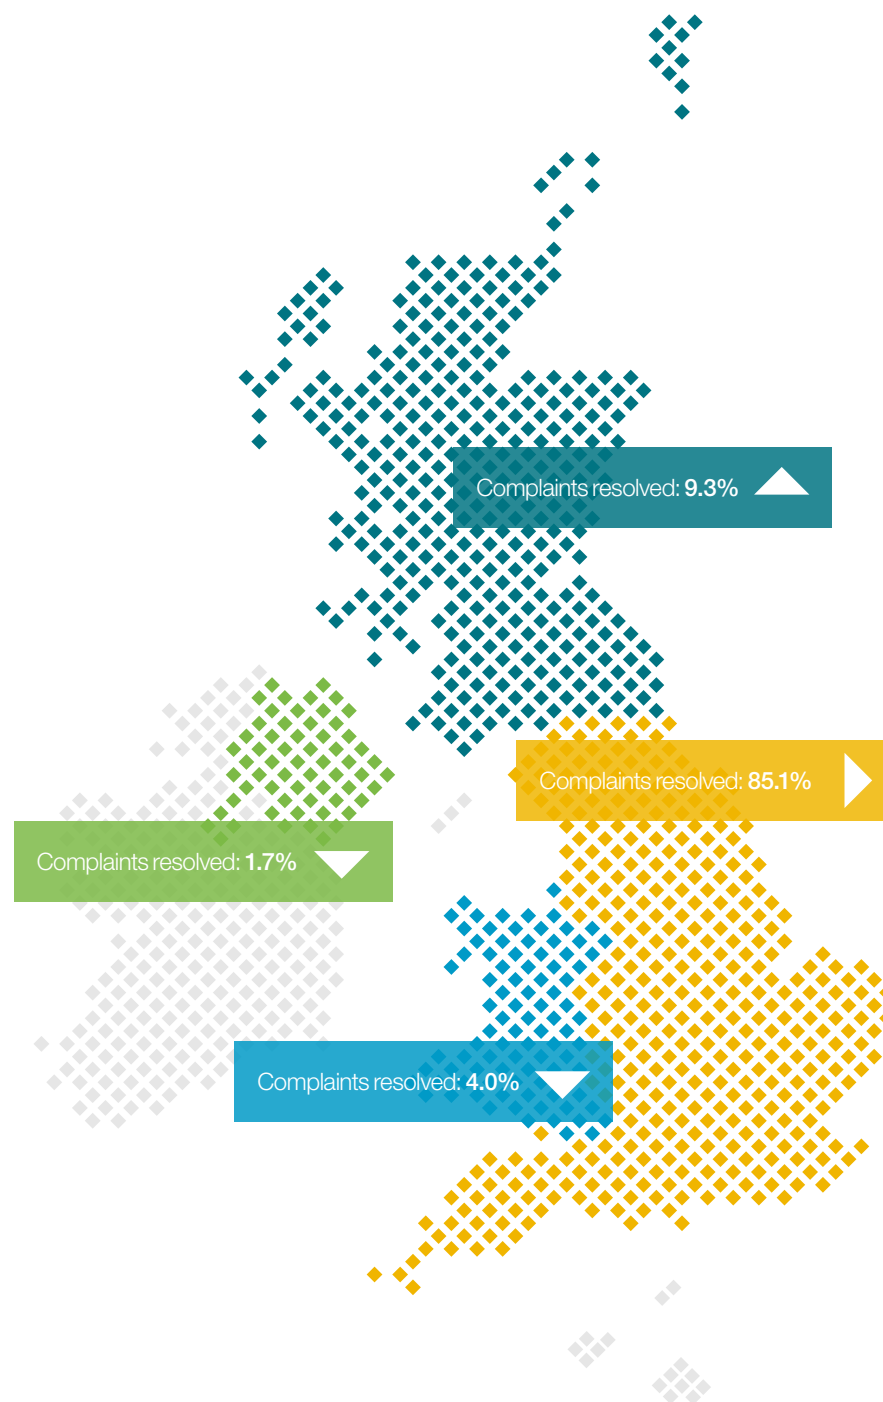 Complaints resolved: 9.3%
Complaints resolved: 85.1%
Complaints resolved: 1.7%
Complaints resolved: 4.0%